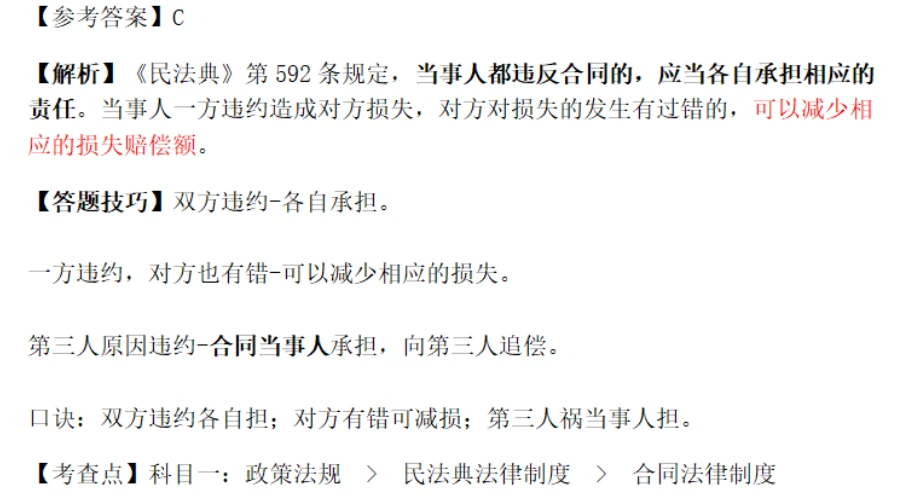 【参考答案】C
【解析】《民法典》第 592 条规定，当事人都违反合同的，应当各自承担相应的
责任。当事人一方违约造成对方损失，对方对损失的发生有过错的，可以减少相
应的损失赔偿额。
【答题技巧】双方违约-各自承担。
一方违约，对方也有错-可以减少相应的损失。
第三人原因违约-合同当事人承担，向第三人追偿。
口诀：双方违约各自担；对方有错可减损；第三人祸当事人担。
【考查点】科目一：政策法规 > 民法典法律制度 > 合同法律制度